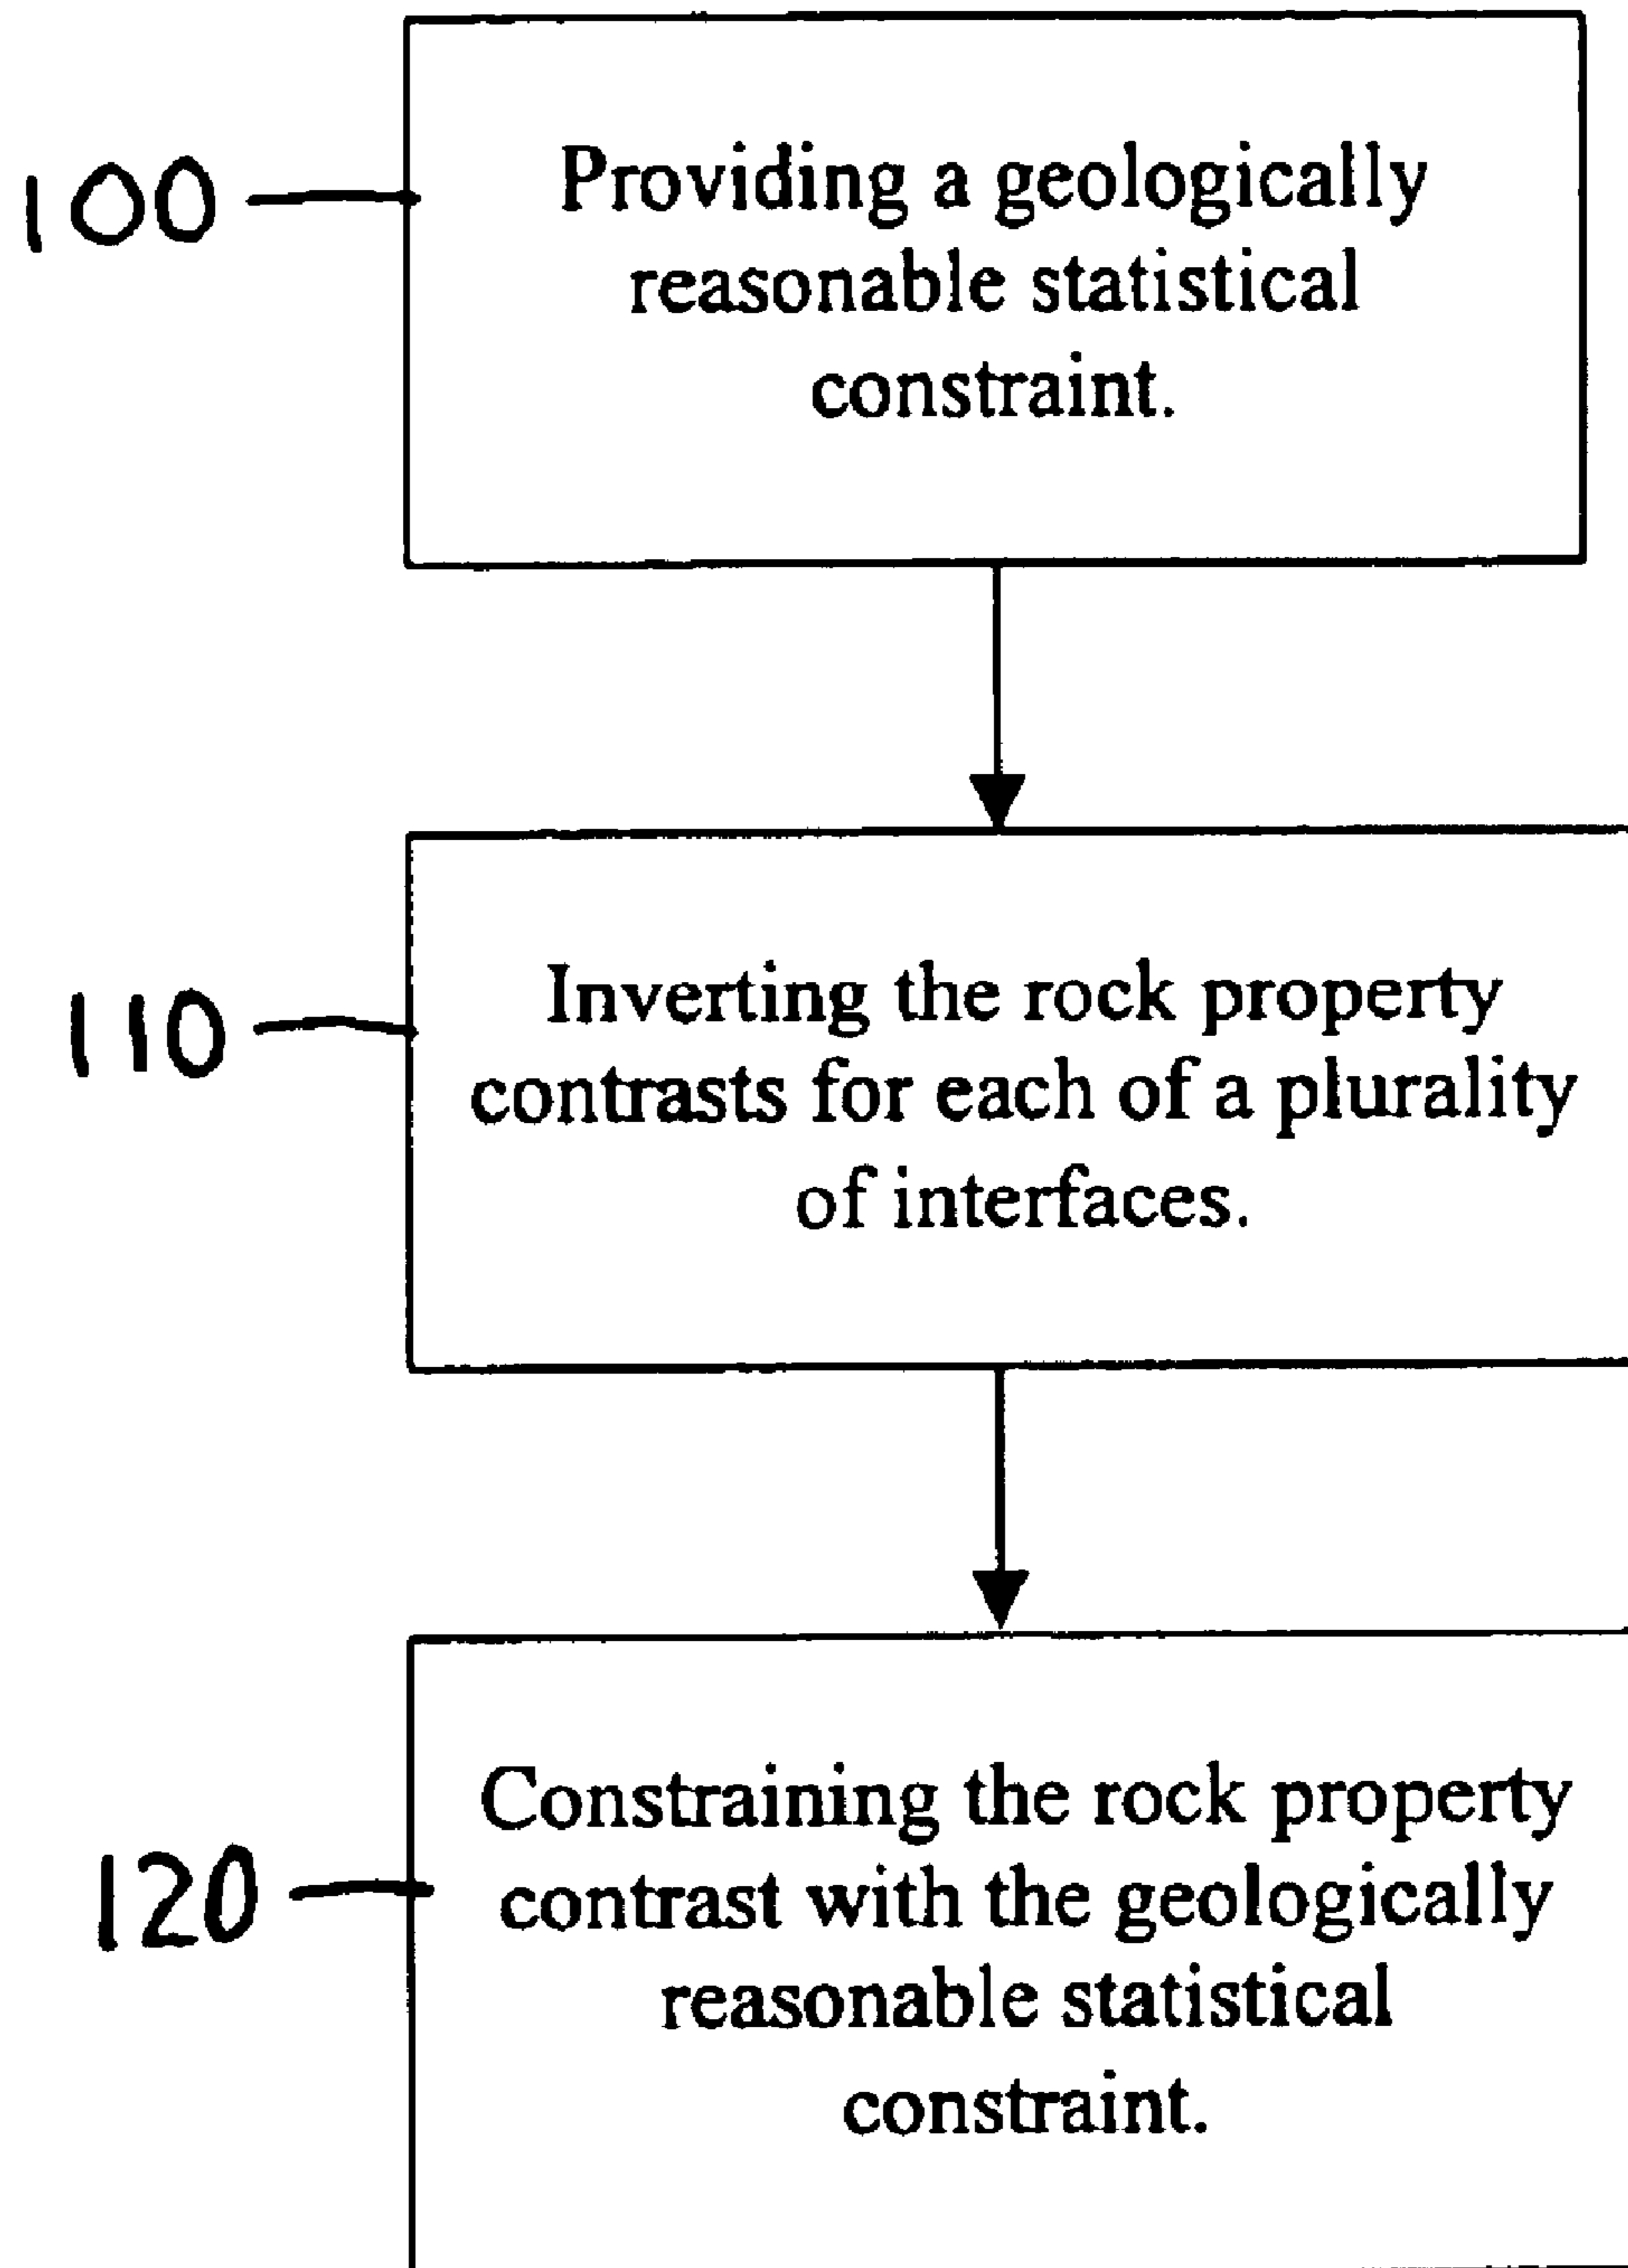 100
Providing a geologically
reasonable statistical
constraint.
110
Inverting the rock property
contrasts for each of a plurality
of interfaces.
120
Constraining the rock property
contrast with the geologically
reasonable statistical
constraint.